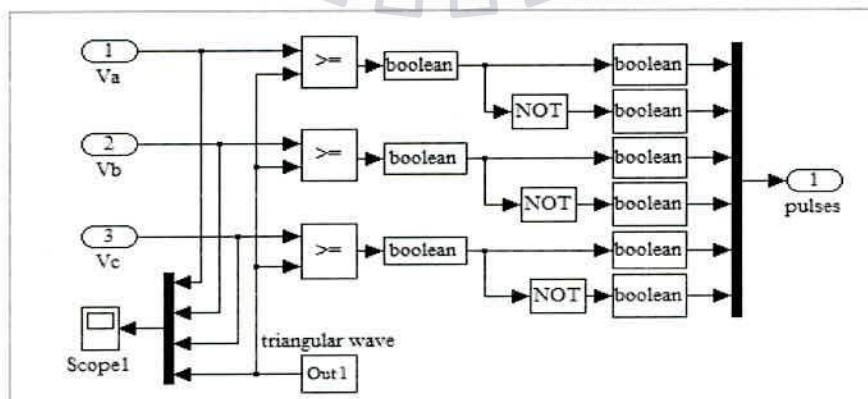 1
Va
>=
boolean
boolean
NOT
boolean
2
Vb
>=
boolean
boolean
NOT
boolean
1
pulses
3
Vc
>=
boolean
boolean
NOT
boolean
Scope1
triangular wave
Out1